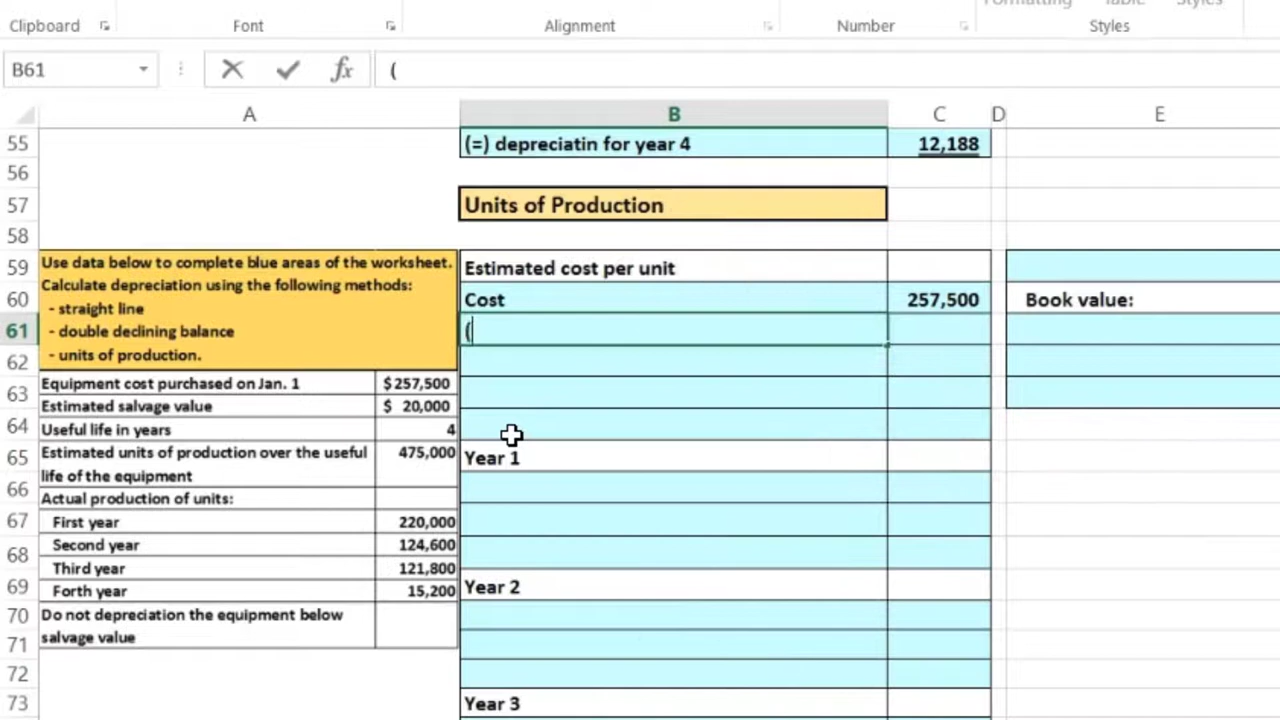 Formatting Table Styles
Clipboard Font Alignment Number Styles
B61 fx (
A B C D E
55 (=) depreciatin for year 4 12,188
56
57 Units of Production
58
59 Estimated cost per unit
60 Cost 257,500 Book value:
61 (
62
63
64
65 Year 1
66
67
68
69 Year 2
70
71
72
73 Year 3
Use data below to complete blue areas of the worksheet.
Calculate depreciation using the following methods:
- straight line
- double declining balance
- units of production.
Equipment cost purchased on Jan. 1 $257,500
Estimated salvage value $ 20,000
Useful life in years 4
Estimated units of production over the useful 475,000
life of the equipment
Actual production of units:
First year 220,000
Second year 124,600
Third year 121,800
Forth year 15,200
Do not depreciation the equipment below
salvage value